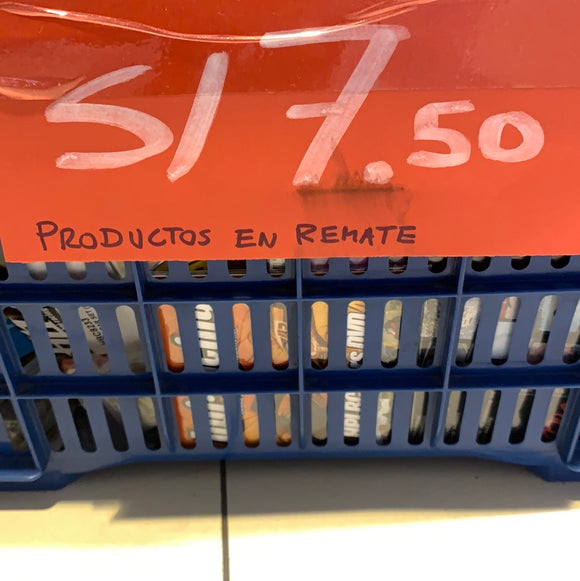 S/ 7.50
PRODUCTOS EN REMATE